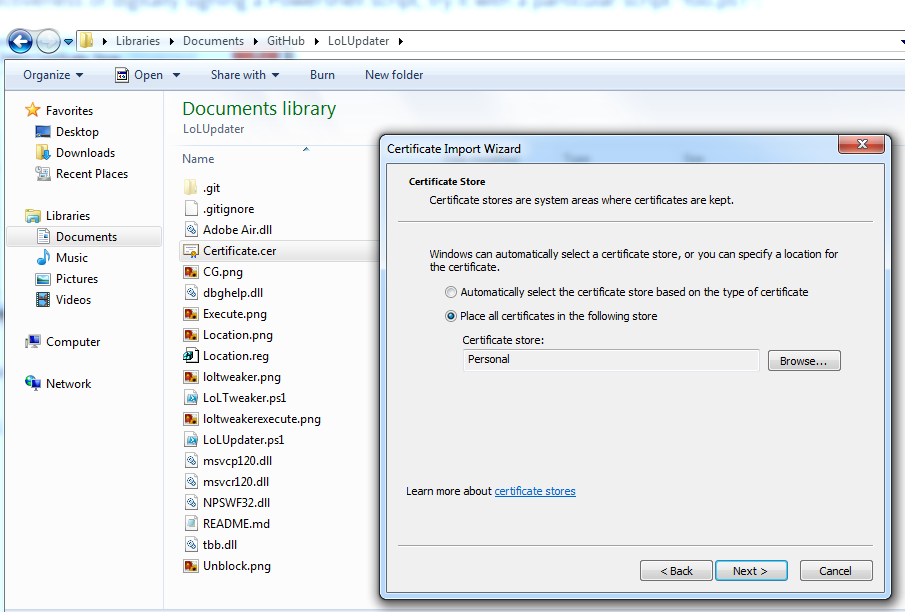 Libraries
Documents
GitHub
LoLUpdater
Organize
Open
Share with
Burn
New folder
Favorites
Desktop
Downloads
Recent Places
Libraries
Documents
Music
Pictures
Videos
Computer
Network
Documents library
LoLUpdater
Name
.git
.gitignore
Adobe Air.dll
Certificate.cer
CG.png
dbghelp.dll
Execute.png
Location.png
Location.reg
loltweaker.png
LoLTweaker.ps1
loltweakerexecute.png
LoLUpdater.ps1
msvcp120.dll
msvcr120.dll
NPSWF32.dll
README.md
tbb.dll
Unblock.png
Certificate Import Wizard
Certificate Store
Certificate stores are system areas where certificates are kept.
Windows can automatically select a certificate store, or you can specify a location for
the certificate.
Automatically select the certificate store based on the type of certificate
Place all certificates in the following store
Certificate store:
Personal
Browse...
Learn more about certificate stores
< Back
Next >
Cancel